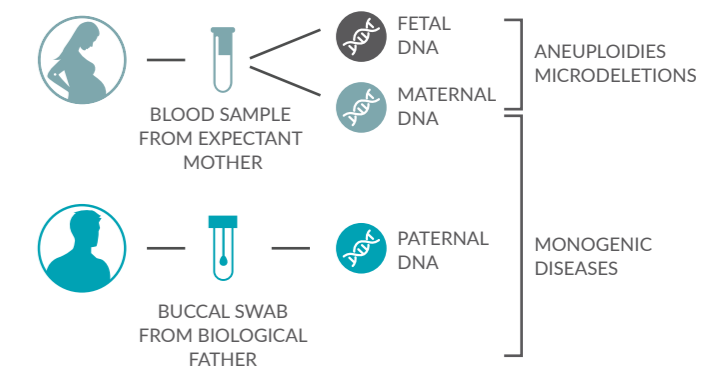 FETAL
DNA
ANEUPLOIDIES
MICRODELETIONS
MATERNAL
DNA
BLOOD SAMPLE
FROM EXPECTANT
MOTHER
PATERNAL
DNA
MONOGENIC
DISEASES
BUCCAL SWAB
FROM BIOLOGICAL
FATHER